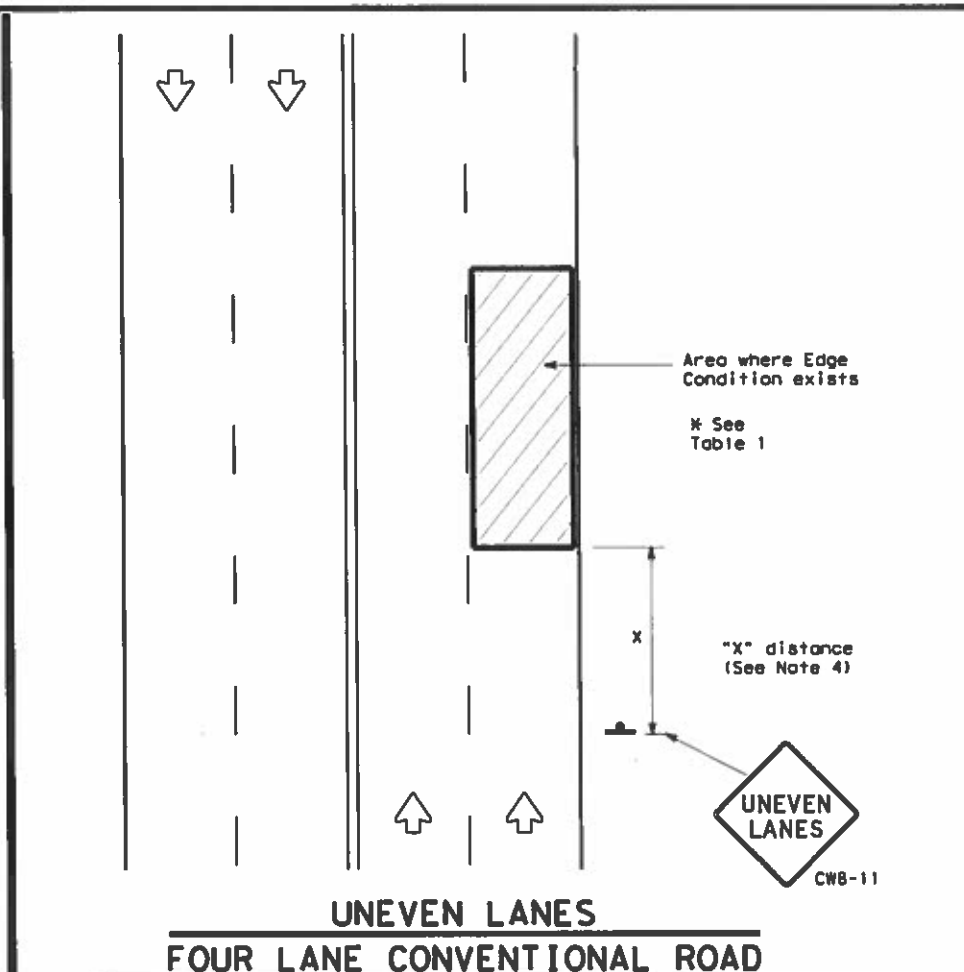 Area where Edge
Condition exists
* See
Table 1
x
"X" distance
(See Note 4)
UNEVEN
LANES
CW8-11
UNEVEN LANES
FOUR LANE CONVENTIONAL ROAD